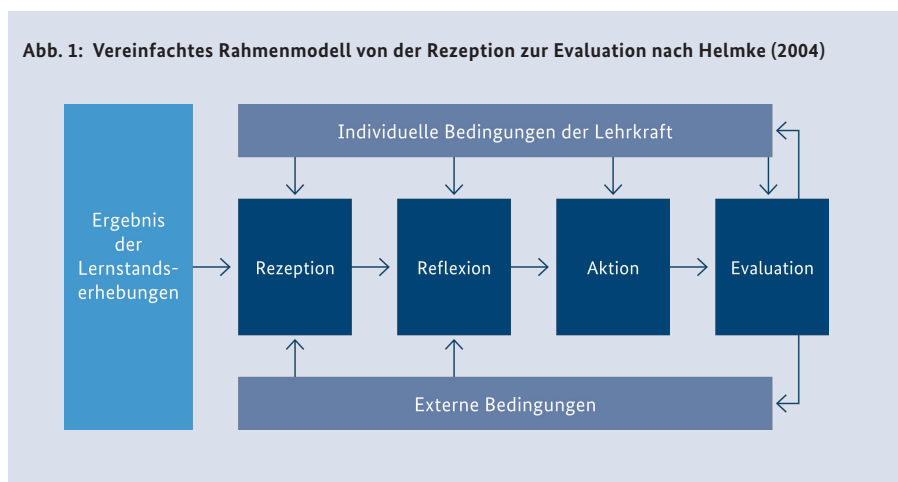 Abb. 1: Vereinfachtes Rahmenmodell von der Rezeption zur Evaluation nach Helmke (2004)
Individuelle Bedingungen der Lehrkraft
Ergebnis
der
Lernstands-
erhebungen
Rezeption
Reflexion
Aktion
Evaluation
Externe Bedingungen